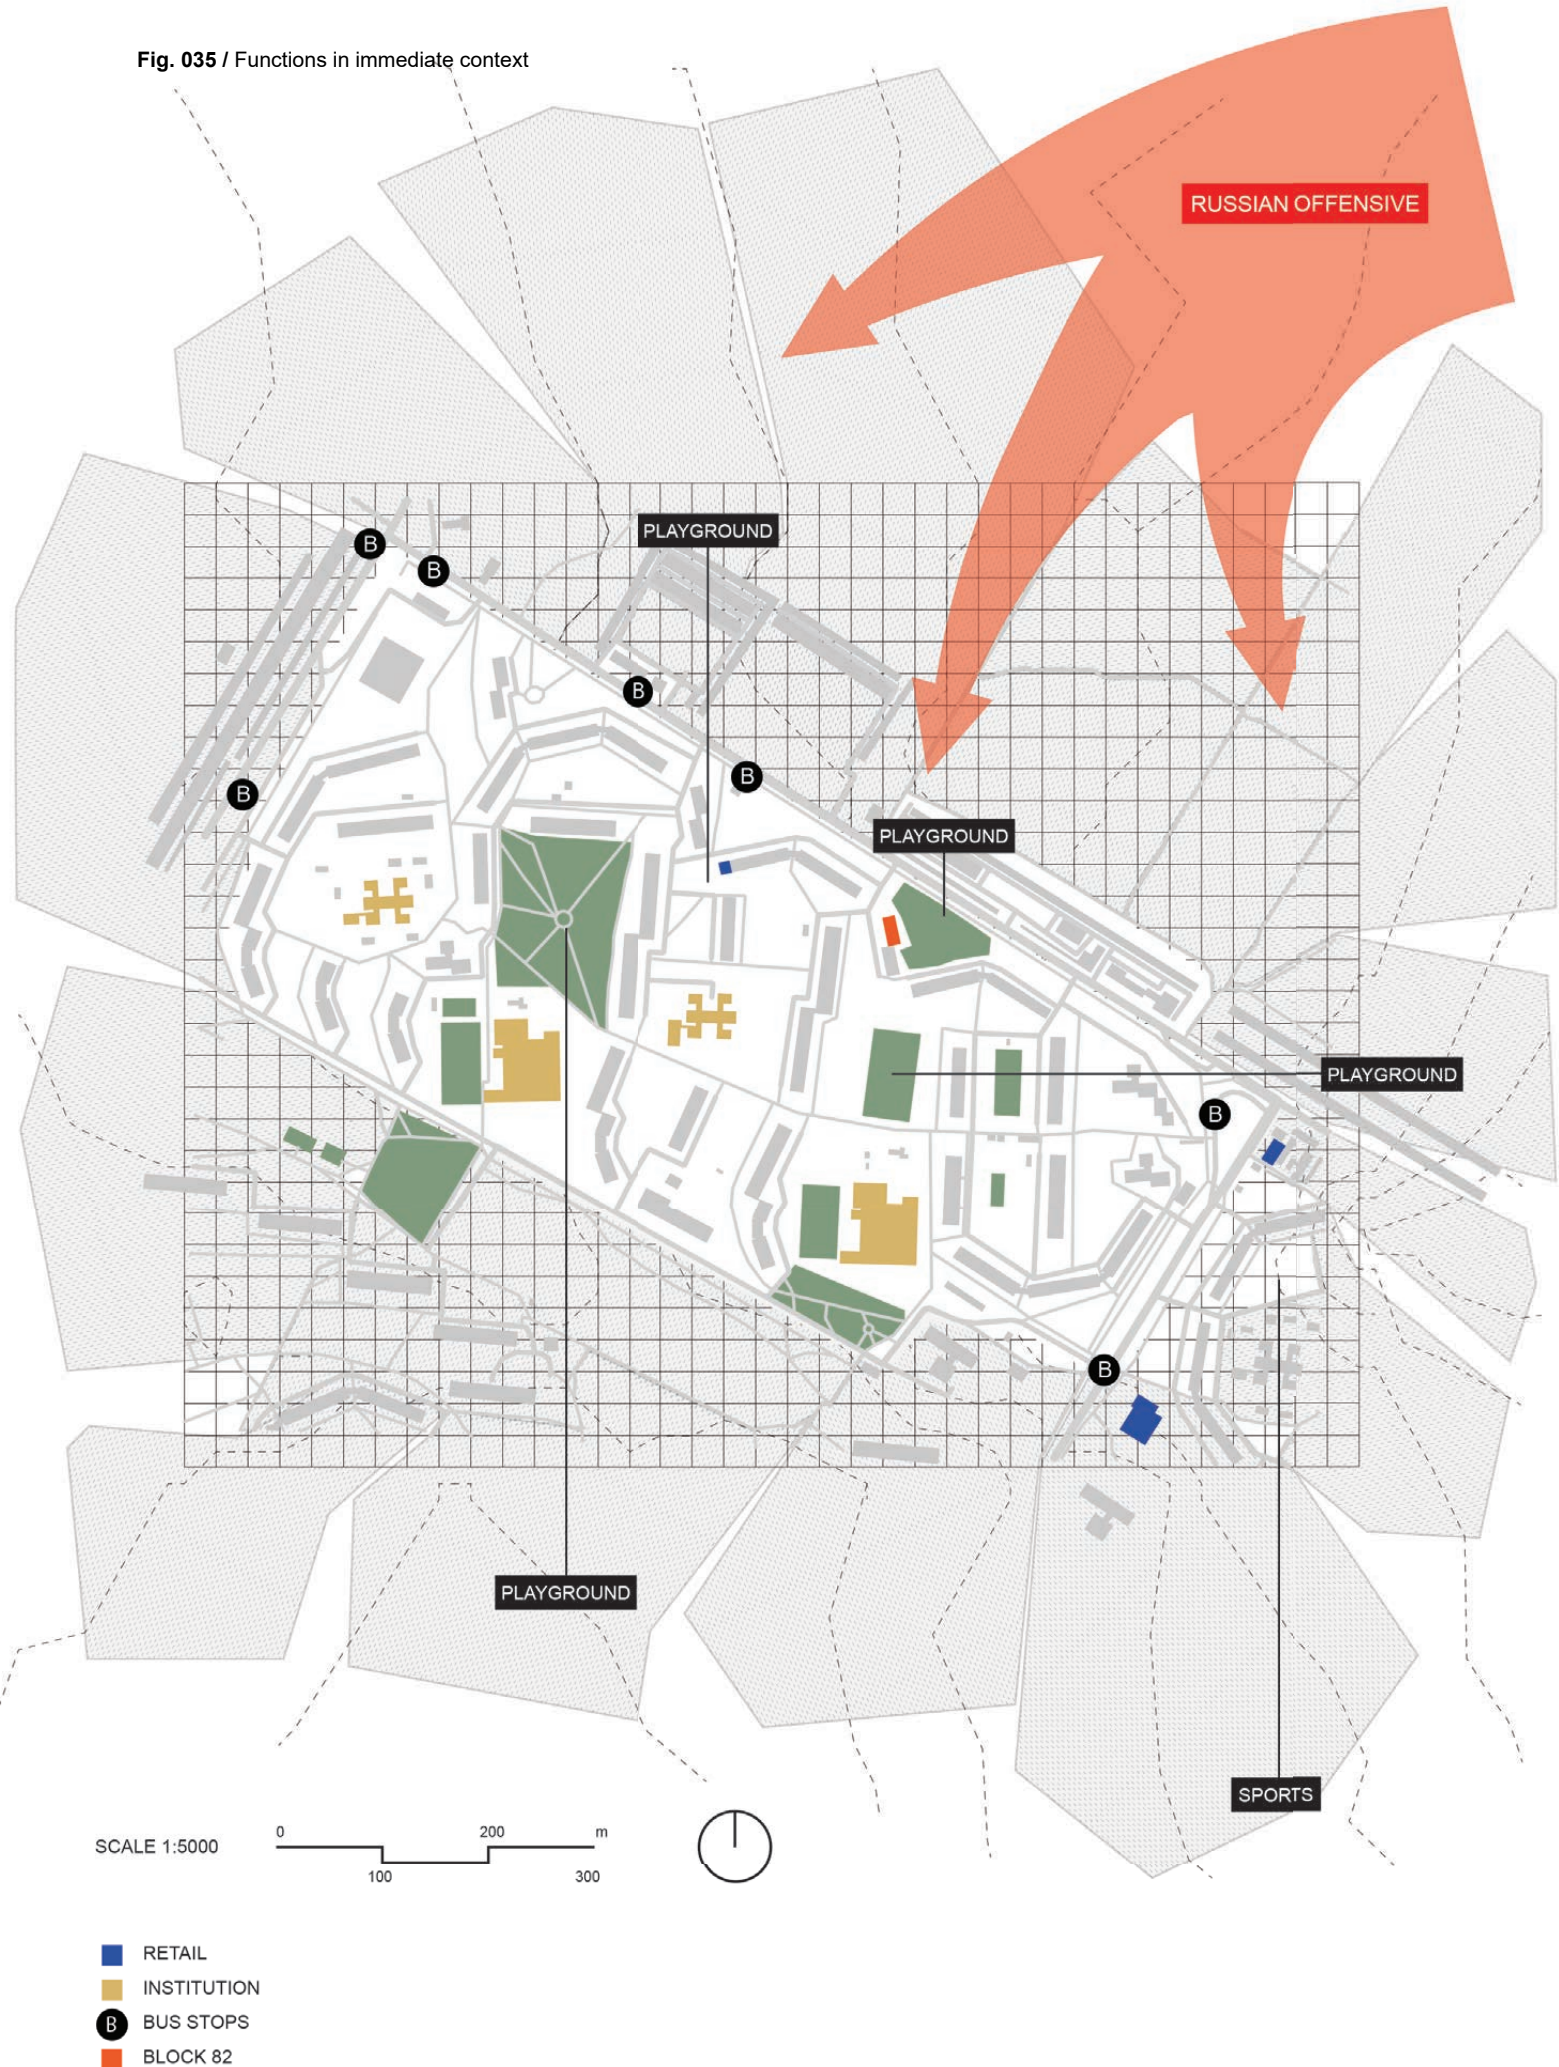 Fig. 035 / Functions in immediate context
RUSSIAN OFFENSIVE
PLAYGROUND
B
B
B
B
B
PLAYGROUND
PLAYGROUND
B
B
PLAYGROUND
SPORTS
SCALE 1:5000
0 200 m
100 300
RETAIL
INSTITUTION
B BUS STOPS
BLOCK 82